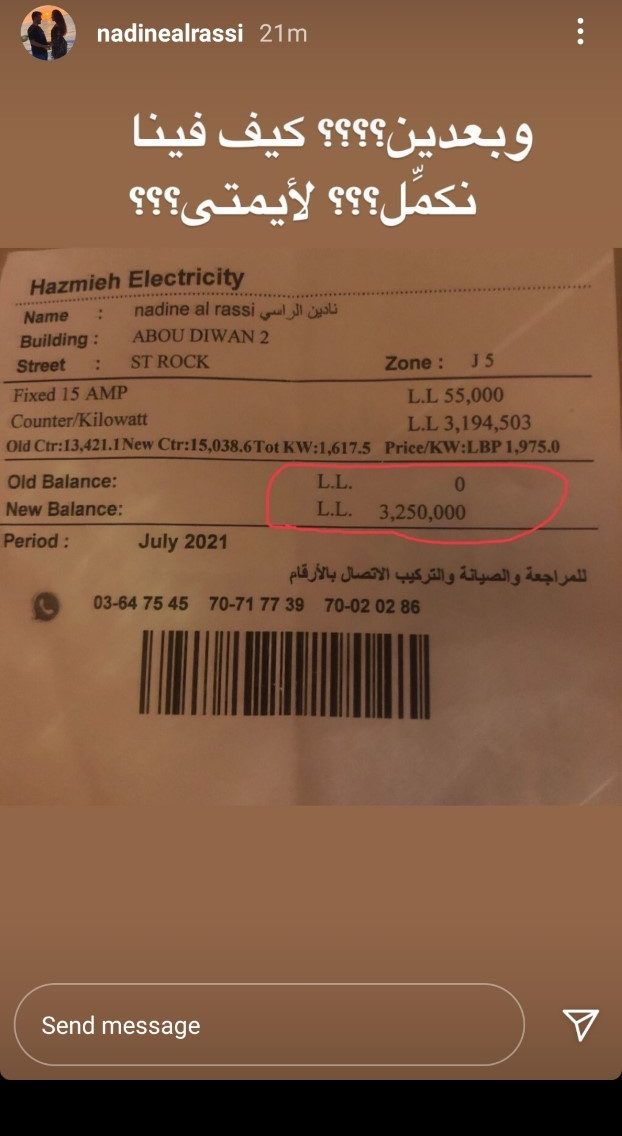 nadinealrassi 21m
وبعدين؟؟؟؟ كيف فينا
نكمِّل؟؟؟ لأيمتى؟؟؟
Hazmieh Electricity
Name : nadine al rassi نادين الراسي
Building : ABOU DIWAN 2
Street : ST ROCK Zone : J 5
Fixed 15 AMP L.L 55,000
Counter/Kilowatt L.L 3,194,503
Old Ctr:13,421.1 New Ctr:15,038.6 Tot KW:1,617.5 Price/KW:LBP 1,975.0
Old Balance: L.L. 0
New Balance: L.L. 3,250,000
Period : July 2021
للمراجعة والصيانة والتركيب الاتصال بالأرقام
03-64 75 45 70-71 77 39 70-02 02 86
Send message